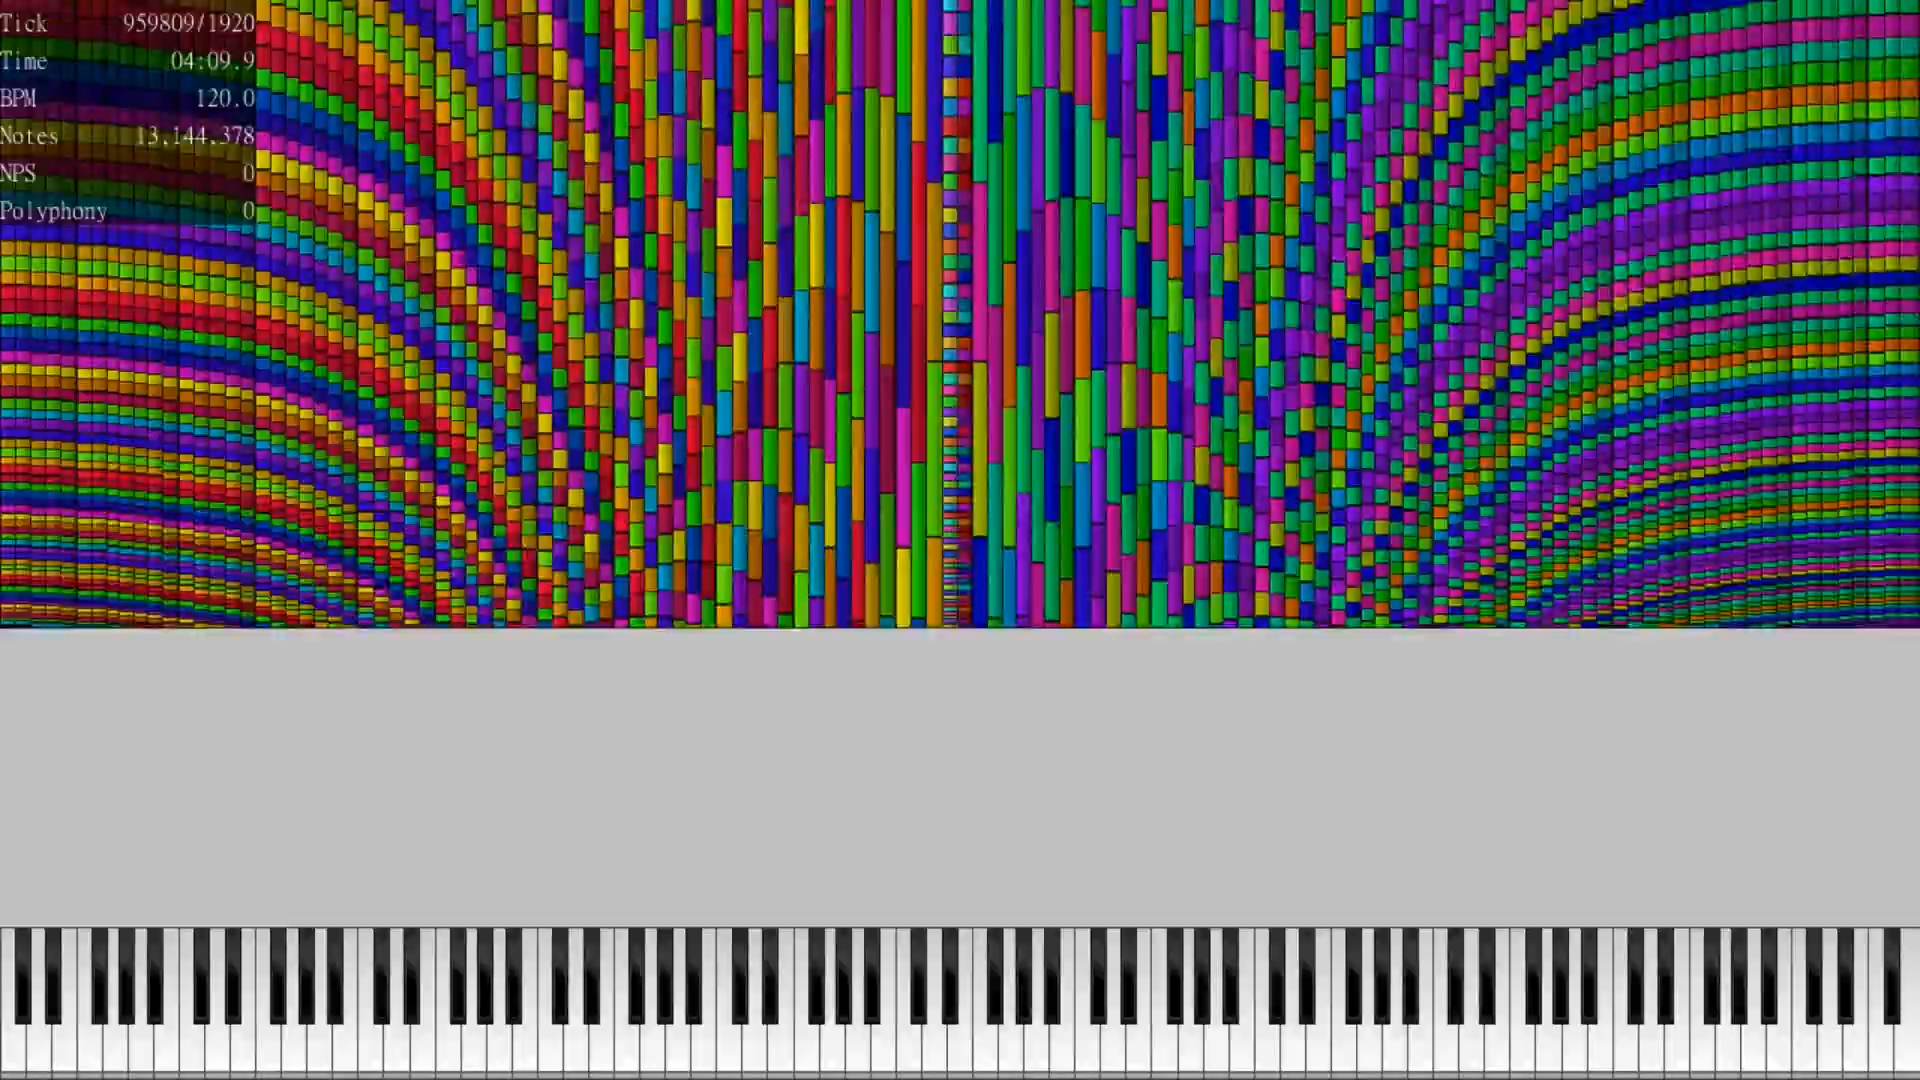 Tick 959809/1920
Time 04:09.9
BPM 120.0
Notes 13,144,378
NPS 0
Polyphony 0